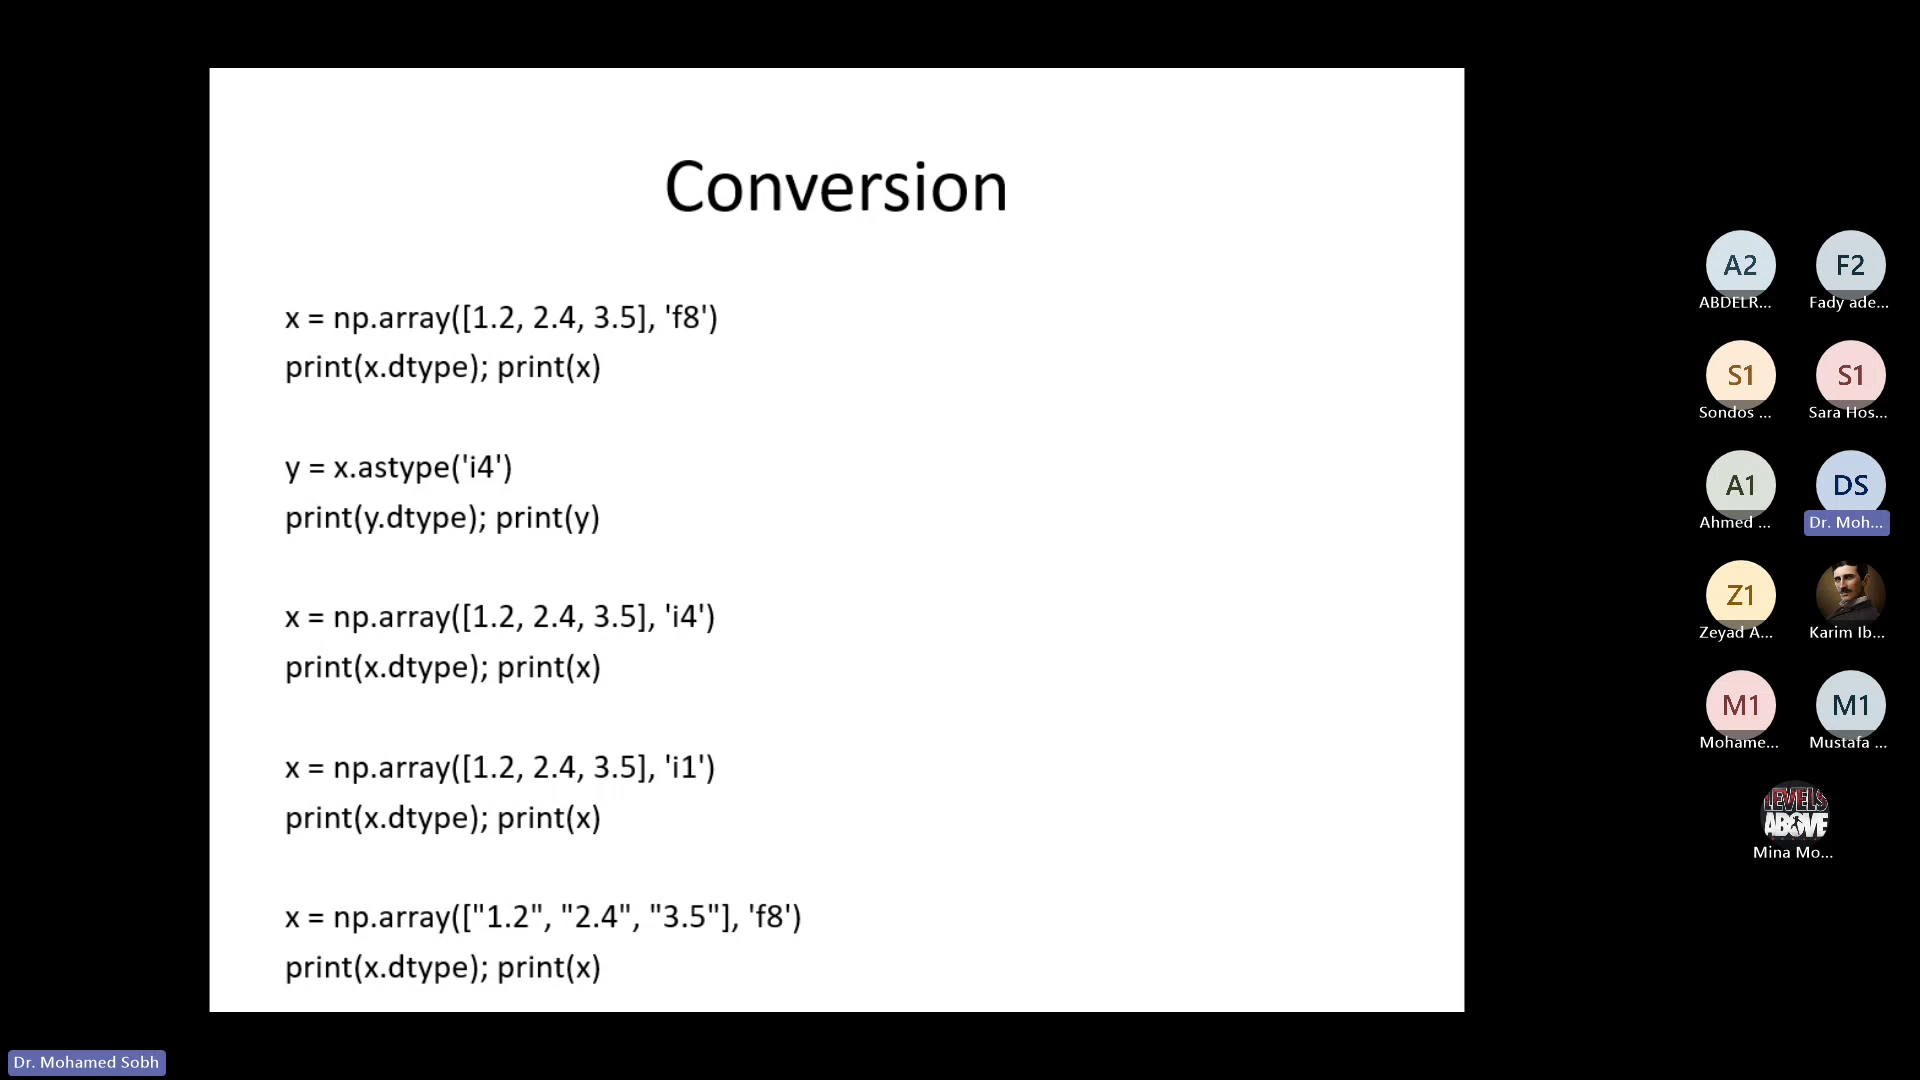 Conversion
x = np.array([1.2, 2.4, 3.5], 'f8')
print(x.dtype); print(x)
y = x.astype('i4')
print(y.dtype); print(y)
x = np.array([1.2, 2.4, 3.5], 'i4')
print(x.dtype); print(x)
x = np.array([1.2, 2.4, 3.5], 'i1')
print(x.dtype); print(x)
x = np.array(["1.2", "2.4", "3.5"], 'f8')
print(x.dtype); print(x)
A2
F2
ABDELR...
Fady ade...
S1
S1
Sondos ...
Sara Hos...
A1
DS
Ahmed ...
Dr. Moh...
Z1
Zeyad A...
Karim Ib...
M1
M1
Mohame...
Mustafa ...
LEVELS
ABOVE
Mina Mo...
Dr. Mohamed Sobh